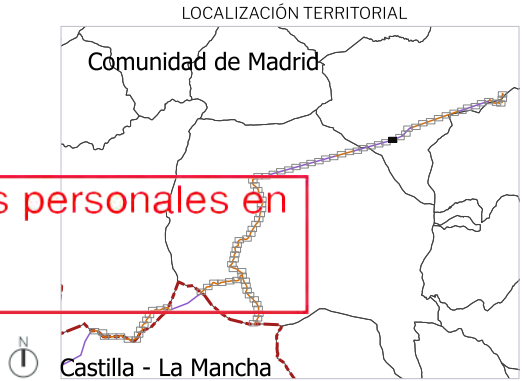 LOCALIZACIÓN TERRITORIAL
Comunidad de Madrid
s personales en
N
Castilla - La Mancha